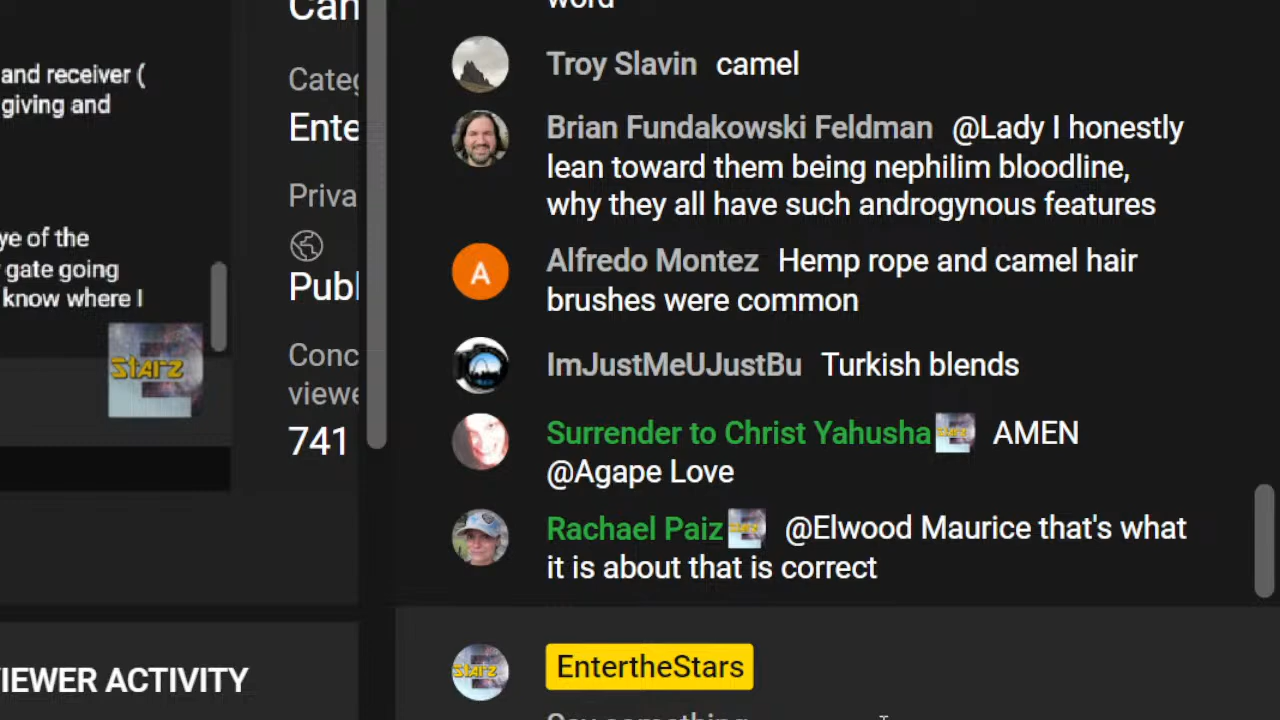 and receiver (
giving and
ye of the
gate going
know where I
Starz
Can
Categ
Ente
Priva
Publ
Conc
viewe
741
IEWER ACTIVITY
word
Troy Slavin camel
Brian Fundakowski Feldman @Lady I honestly
lean toward them being nephilim bloodline,
why they all have such androgynous features
A
Alfredo Montez Hemp rope and camel hair
brushes were common
ImJustMeUJustBu Turkish blends
Surrender to Christ Yahusha AMEN
@Agape Love
Rachael Paiz @Elwood Maurice that's what
it is about that is correct
Starz
EntertheStars
Say something